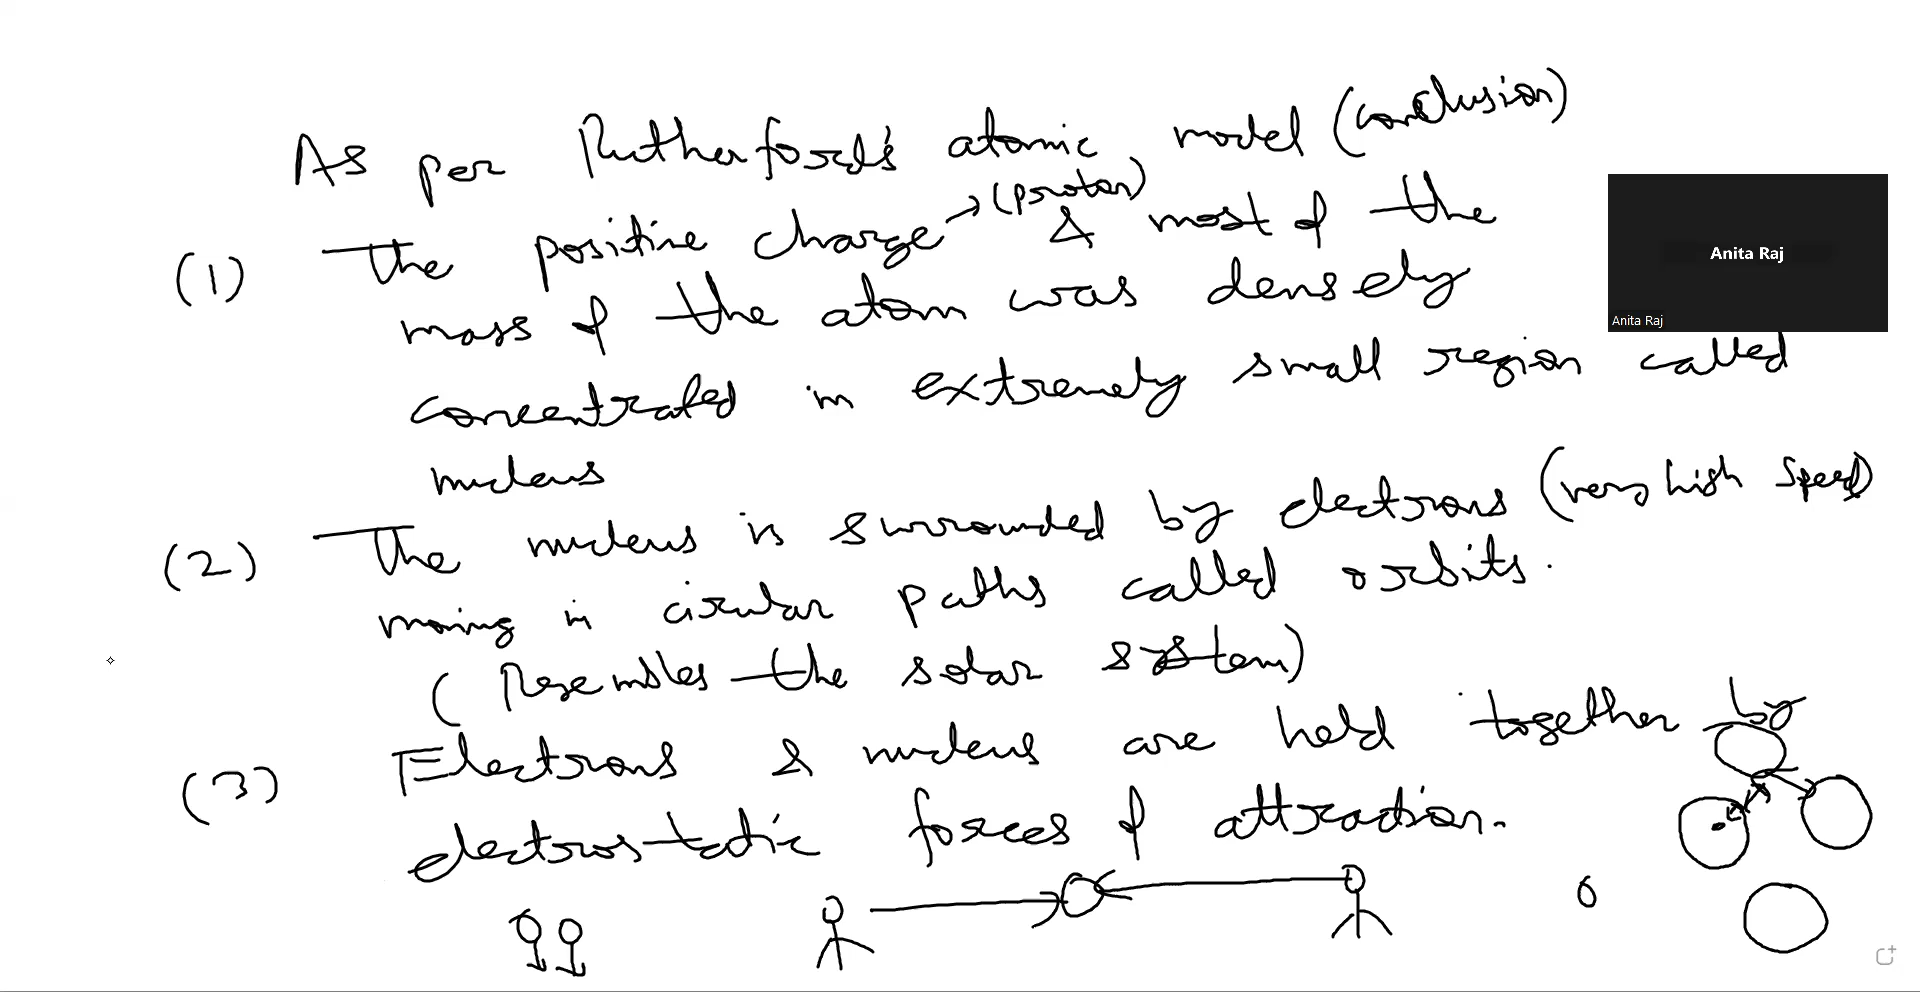 As per Rutherford's atomic model (conclusion)
(1) The positive charge → (proton) & most of the
mass of the atom was densely
Anita Raj
Anita Raj
concentrated in extremely small region called
nucleus
(2) The nucleus is surrounded by electrons (very high speed)
moving in circular paths called orbits.
(Resembles the solar system)
(3) Electrons & nucleus are held together by
electrostatic forces of attraction.